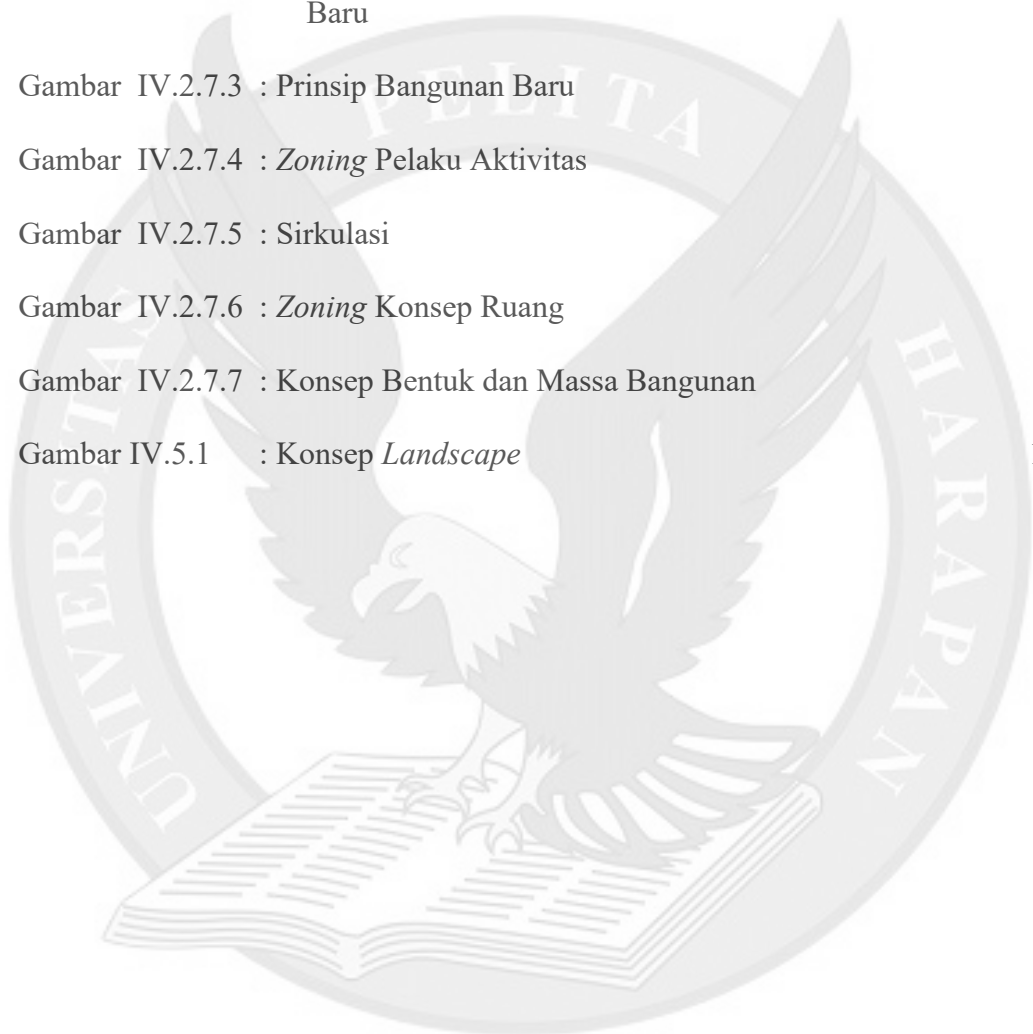 Baru
Gambar IV.2.7.3 : Prinsip Bangunan Baru
Gambar IV.2.7.4 : Zoning Pelaku Aktivitas
Gambar IV.2.7.5 : Sirkulasi
Gambar IV.2.7.6 : Zoning Konsep Ruang
Gambar IV.2.7.7 : Konsep Bentuk dan Massa Bangunan
Gambar IV.5.1 : Konsep Landscape
UNIVERSITAS PELITA HARAPAN